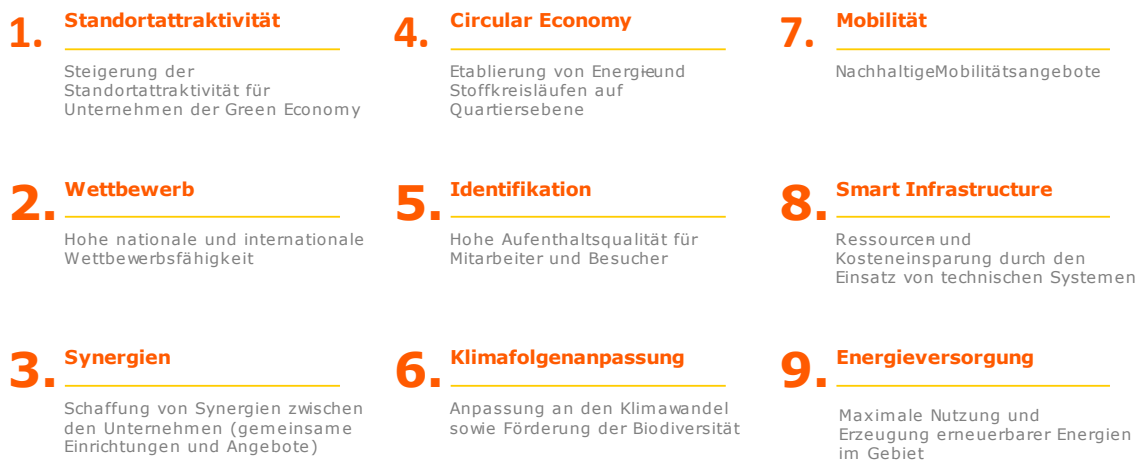 1. Standortattraktivität
Steigerung der
Standortattraktivität für
Unternehmen der Green Economy
2. Wettbewerb
Hohe nationale und internationale
Wettbewerbsfähigkeit
3. Synergien
Schaffung von Synergien zwischen
den Unternehmen (gemeinsame
Einrichtungen und Angebote)
4. Circular Economy
Etablierung von Energie-und
Stoffkreisläufen auf
Quartiersebene
5. Identifikation
Hohe Aufenthaltsqualität für
Mitarbeiter und Besucher
6. Klimafolgenanpassung
Anpassung an den Klimawandel
sowie Förderung der Biodiversität
7. Mobilität
NachhaltigeMobilitätsangebote
8. Smart Infrastructure
Ressourcen- und
Kosteneinsparung durch den
Einsatz von technischen Systemen
9. Energieversorgung
Maximale Nutzung und
Erzeugung erneuerbarer Energien
im Gebiet